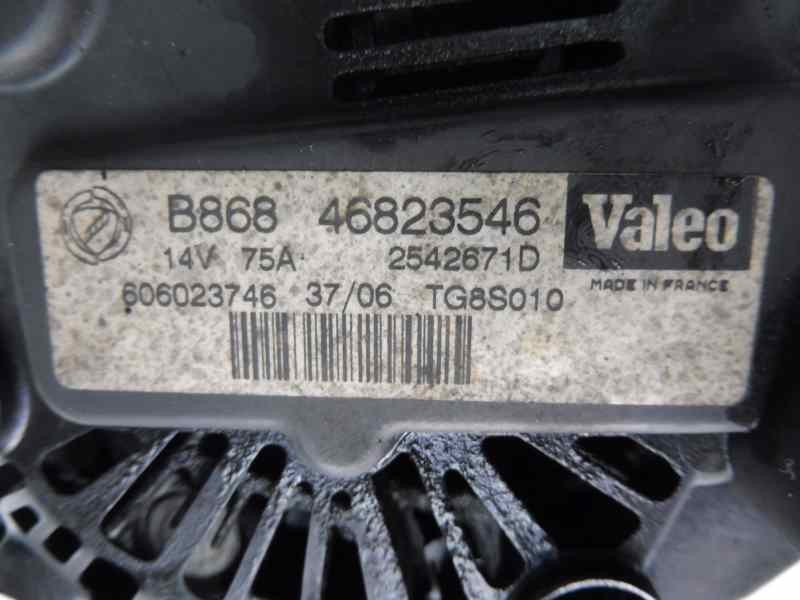 B868 46823546
Valeo
14V 75A 2542671D
MADE IN FRANCE
606023746 37/06 TG8S010